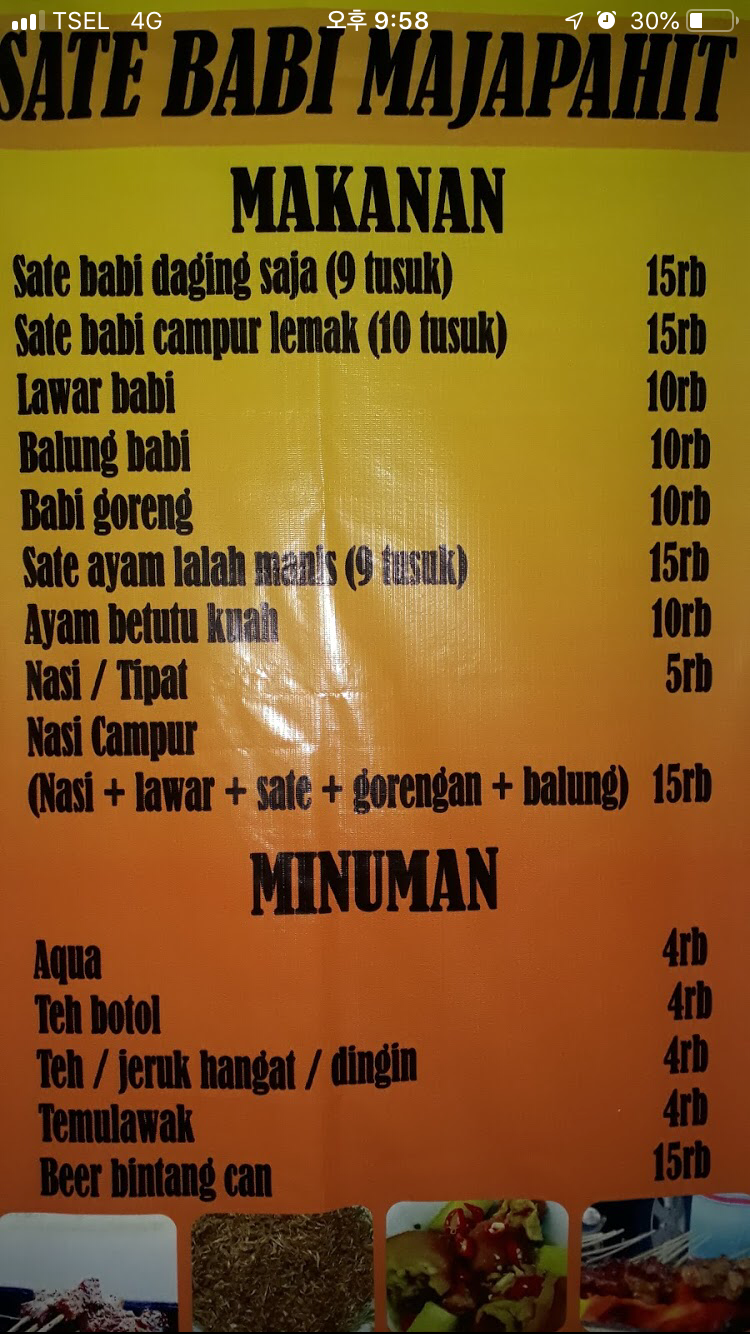 TSEL 4G 오후 9:58 30%
SATE BABI MAJAPAHIT
MAKANAN
Sate babi daging saja (9 tusuk) 15rb
Sate babi campur lemak (10 tusuk) 15rb
Lawar babi 10rb
Balung babi 10rb
Babi goreng 10rb
Sate ayam lalah manis (9 tusuk) 15rb
Ayam betutu kuah 10rb
Nasi / Tipat 5rb
Nasi Campur
(Nasi + lawar + sate + gorengan + balung) 15rb
MINUMAN
Aqua 4rb
Teh botol 4rb
Teh / jeruk hangat / dingin 4rb
Temulawak 4rb
Beer bintang can 15rb